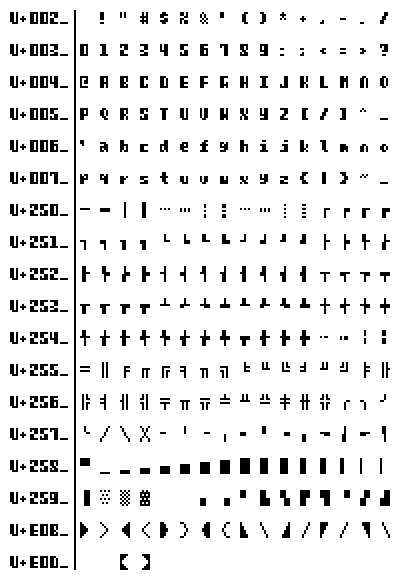 U+002_ ! " # $ % & ' ( ) * + , - . /
U+003_ 0 1 2 3 4 5 6 7 8 9 : ; < = > ?
U+004_ @ A B C D E F G H I J K L M N O
U+005_ P Q R S T U V W X Y Z [ \ ] ^ _
U+006_ ` a b c d e f g h i j k l m n o
U+007_ p q r s t u v w x y z { | } ~ _
U+250_ ─ ━ │ ┃ ┄ ┅ ┆ ┇ ┈ ┉ ┊ ┋ ┌ ┍ ┎ ┏
U+251_ ┐ ┑ ┒ ┓ └ ┕ ┖ ┗ ┘ ┙ ┚ ┛ ├ ┝ ┞ ┟
U+252_ ┠ ┡ ┢ ┣ ┤ ┥ ┦ ┧ ┨ ┩ ┪ ┫ ┬ ┭ ┮ ┯
U+253_ ┰ ┱ ┲ ┳ ┴ ┵ ┶ ┷ ┸ ┹ ┺ ┻ ┼ ┽ ┾ ┿
U+254_ ╀ ╁ ╂ ╃ ╄ ╅ ╆ ╇ ╈ ╉ ╊ ╋ ╌ ╍ ╎ ╏
U+255_ ═ ║ ╒ ╓ ╔ ╕ ╖ ╗ ╘ ╙ ╚ ╛ ╜ ╝ ╞ ╟
U+256_ ╠ ╡ ╢ ╣ ╤ ╥ ╦ ╧ ╨ ╩ ╪ ╫ ╬ ╭ ╮ ╯
U+257_ ╰ ╱ ╲ ╳ ╴ ╵ ╶ ╷ ╸ ╹ ╺ ╻ ╼ ╽ ╾ ╿
U+258_ ▀ ▁ ▂ ▃ ▄ ▅ ▆ ▇ █ ▉ ▊ ▋ ▌ ▍ ▎ ▏
U+259_ ▐ ░ ▒ ▓ ▖ ▗ ▘ ▙ ▚ ▛ ▜ ▝ ▞ ▟
U+E0B_           ​     
U+E0D_